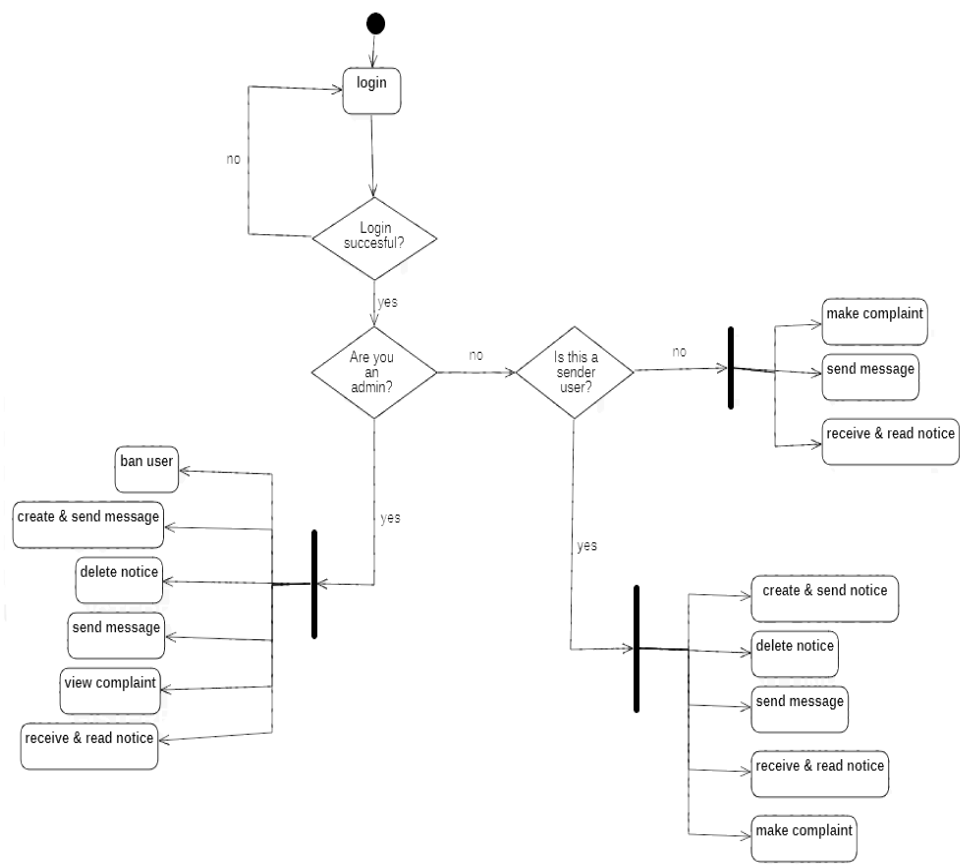 login
no
Login
succesful?
yes
Are you
an
admin?
no
Is this a
sender
user?
no
make complaint
send message
receive & read notice
yes
ban user
create & send message
delete notice
send message
view complaint
receive & read notice
yes
create & send notice
delete notice
send message
receive & read notice
make complaint